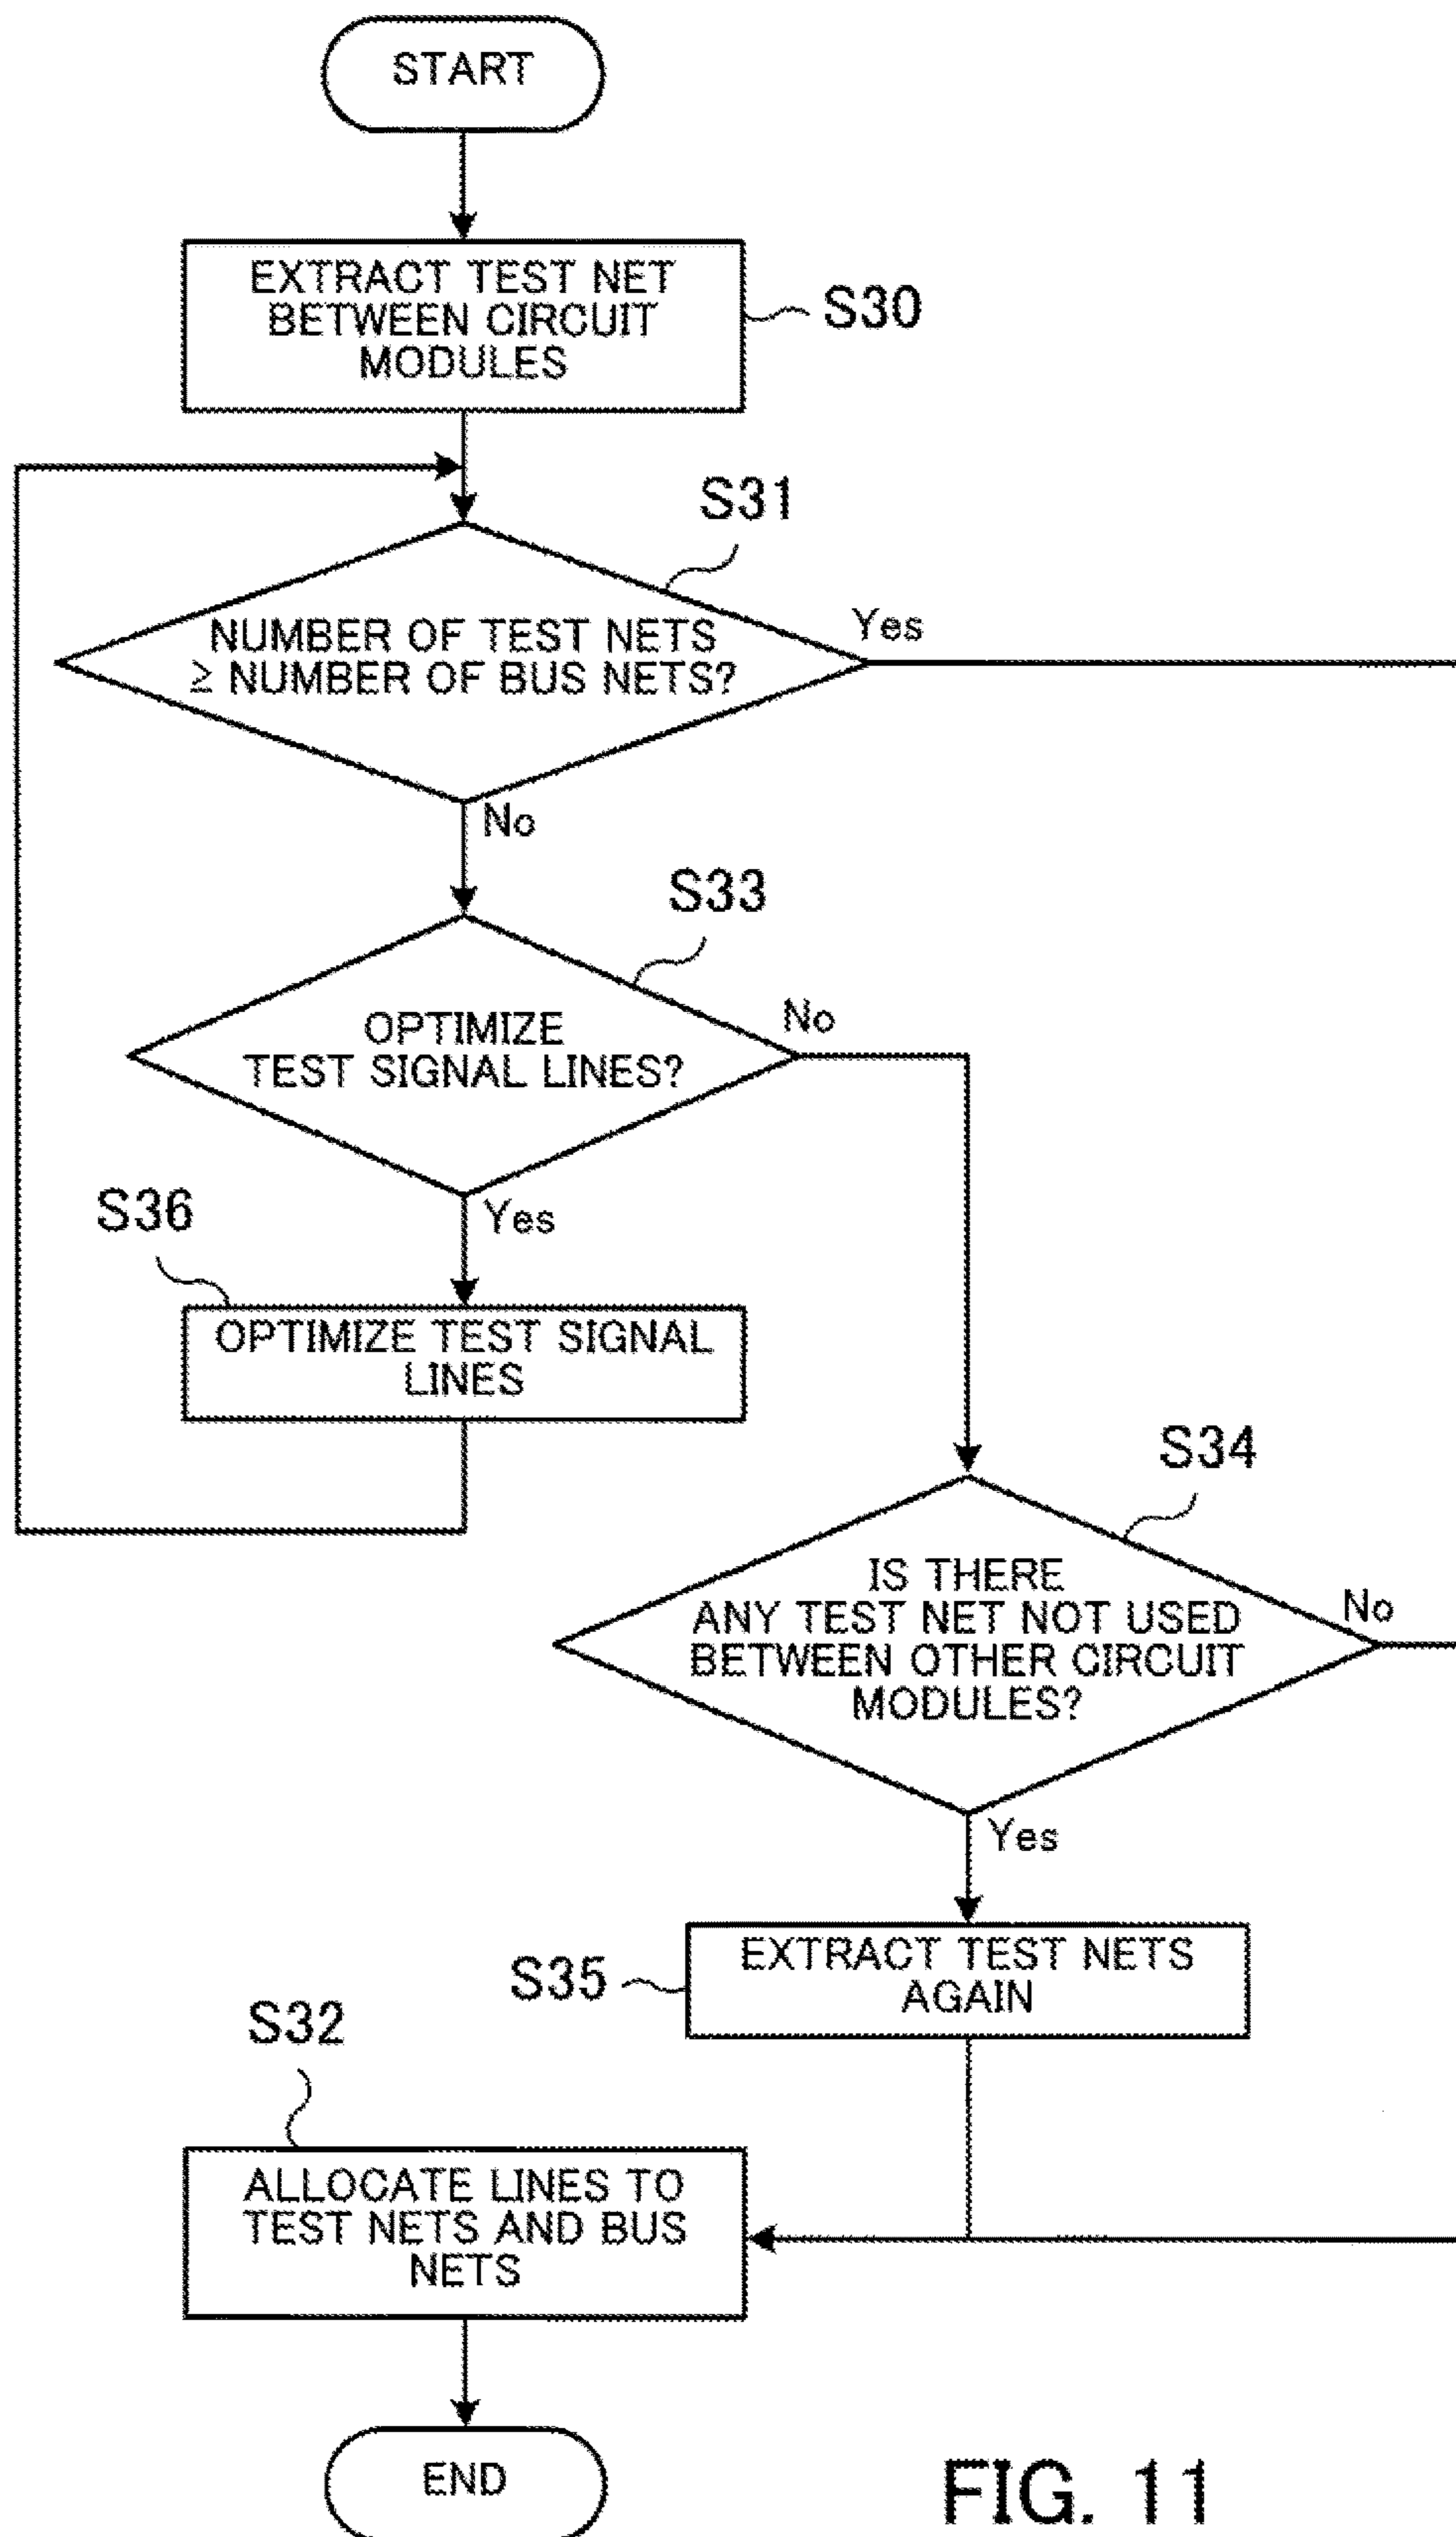 START
EXTRACT TEST NET
BETWEEN CIRCUIT
MODULES
S30
S31
NUMBER OF TEST NETS
≥ NUMBER OF BUS NETS?
Yes
No
S33
OPTIMIZE
TEST SIGNAL LINES?
No
Yes
S36
OPTIMIZE TEST SIGNAL
LINES
S34
IS THERE
ANY TEST NET NOT USED
BETWEEN OTHER CIRCUIT
MODULES?
No
Yes
EXTRACT TEST NETS
AGAIN
S35
S32
ALLOCATE LINES TO
TEST NETS AND BUS
NETS
END
FIG. 11